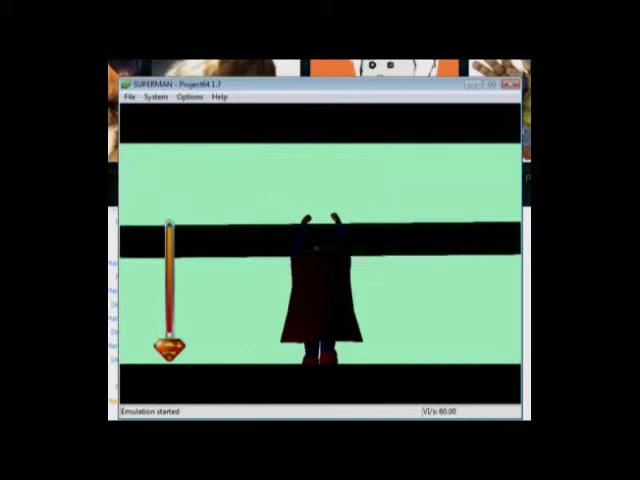 SUPERMAN - Project64 1.7
File System Options Help
Emulation started
VI/s: 60.00